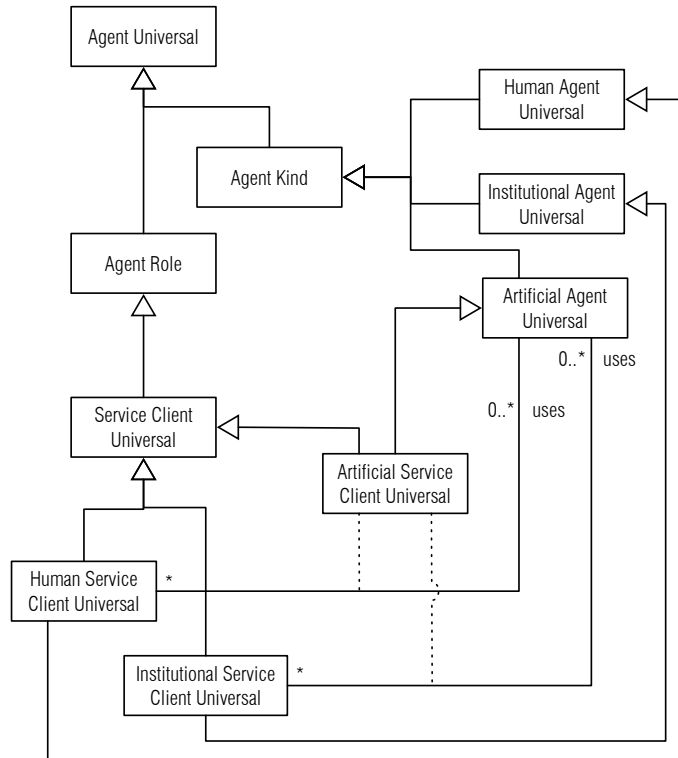 Agent Universal
Human Agent
Universal
Agent Kind
Institutional Agent
Universal
Agent Role
Artificial Agent
Universal
0..* uses
0..* uses
Service Client
Universal
Artificial Service
Client Universal
Human Service
Client Universal
*
Institutional Service
Client Universal
*